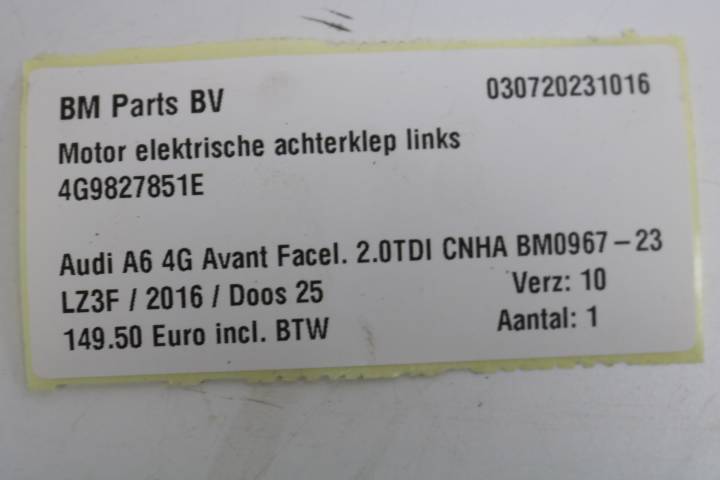 BM Parts BV 030720231016
Motor elektrische achterklep links
4G9827851E
Audi A6 4G Avant Facel. 2.0TDI CNHA BM0967-23
LZ3F / 2016 / Doos 25 Verz: 10
149.50 Euro incl. BTW Aantal: 1